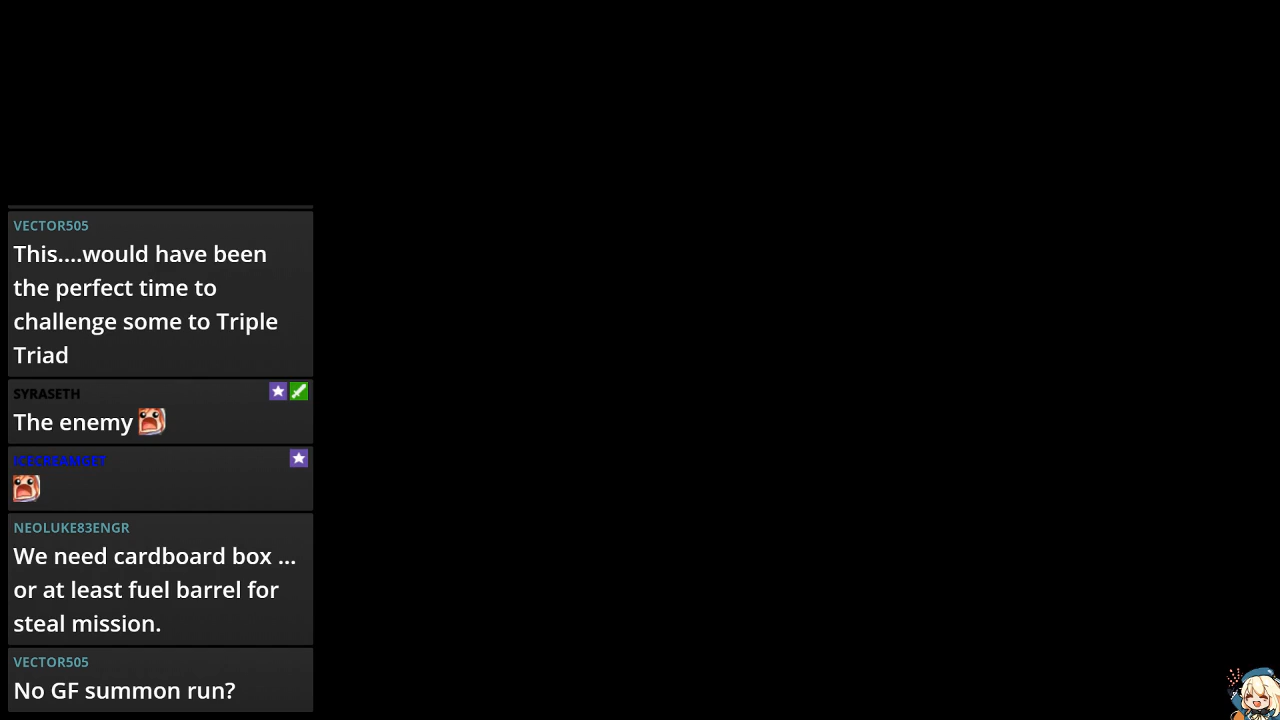 VECTOR505
This....would have been
the perfect time to
challenge some to Triple
Triad
SYRASETH
The enemy
ICECREAMGET
NEOLUKE83ENGR
We need cardboard box ...
or at least fuel barrel for
steal mission.
VECTOR505
No GF summon run?